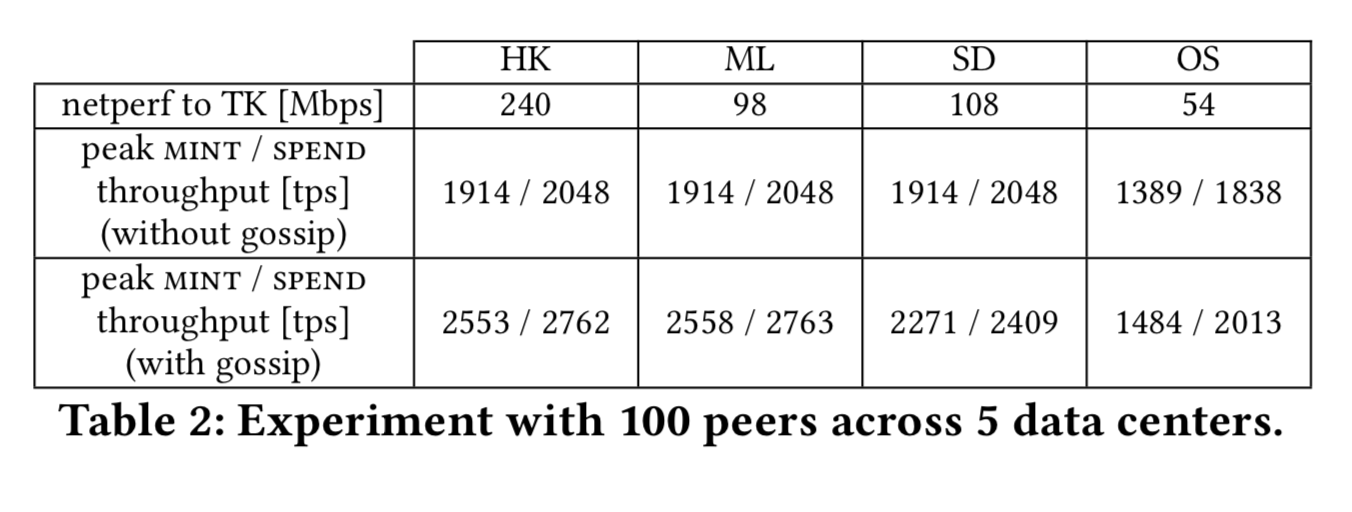 HK ML SD OS
netperf to TK [Mbps] 240 98 108 54
peak MINT / SPEND
throughput [tps] 1914 / 2048 1914 / 2048 1914 / 2048 1389 / 1838
(without gossip)
peak MINT / SPEND
throughput [tps] 2553 / 2762 2558 / 2763 2271 / 2409 1484 / 2013
(with gossip)
Table 2: Experiment with 100 peers across 5 data centers.